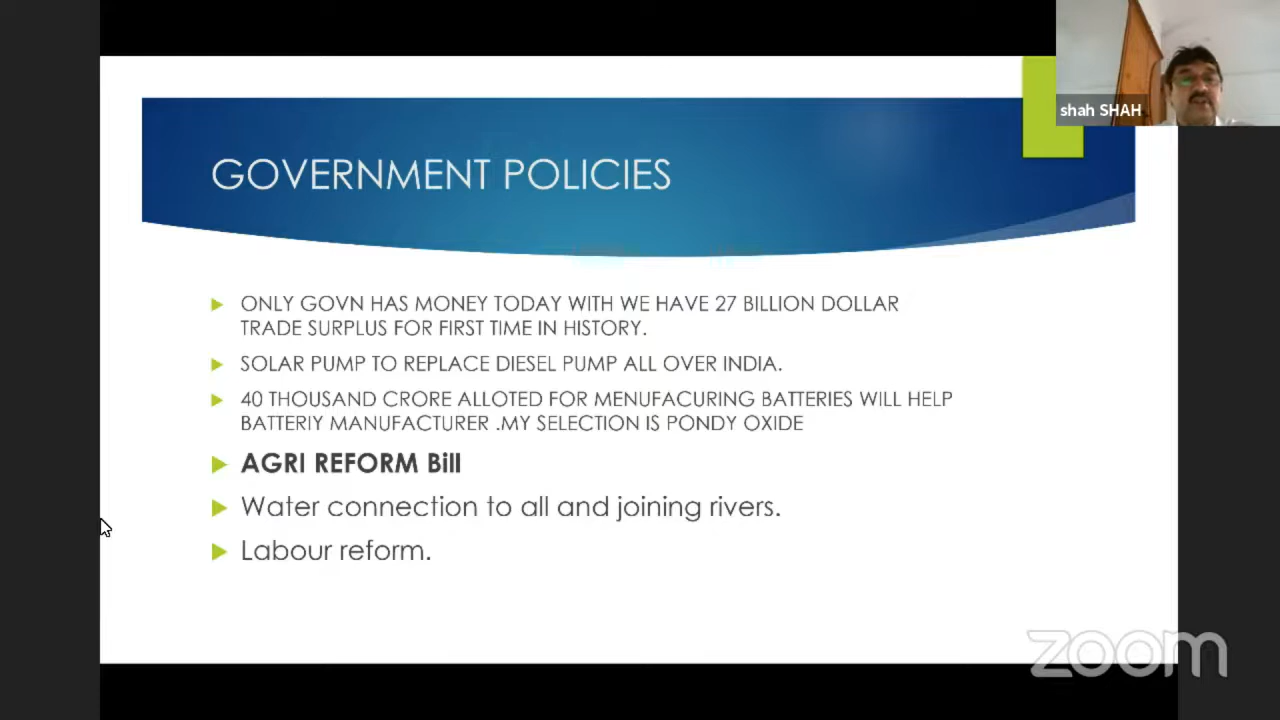 shah SHAH
GOVERNMENT POLICIES
ONLY GOVN HAS MONEY TODAY WITH WE HAVE 27 BILLION DOLLAR
TRADE SURPLUS FOR FIRST TIME IN HISTORY.
SOLAR PUMP TO REPLACE DIESEL PUMP ALL OVER INDIA.
40 THOUSAND CRORE ALLOTED FOR MENUFACURING BATTERIES WILL HELP
BATTERIY MANUFACTURER .MY SELECTION IS PONDY OXIDE
AGRI REFORM Bill
Water connection to all and joining rivers.
Labour reform.
zoom